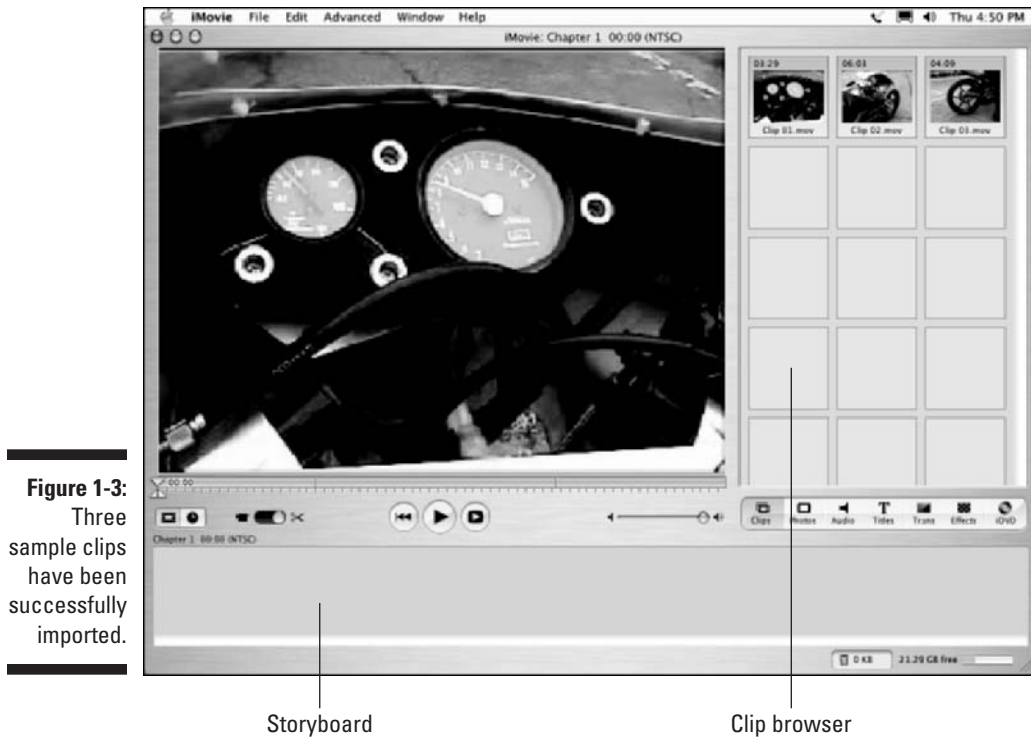 iMovie File Edit Advanced Window Help
Thu 4:50 PM
iMovie: Chapter 1 00:00 (NTSC)
03:29 06:03 04:09
Clip 01.mov Clip 02.mov Clip 03.mov
00:00
Clips Photos Audio Titles Trans Effects iDVD
Chapter 1 00:00 (NTSC)
0 KB 21.29 GB free
Figure 1-3:
Three
sample clips
have been
successfully
imported.
Storyboard Clip browser